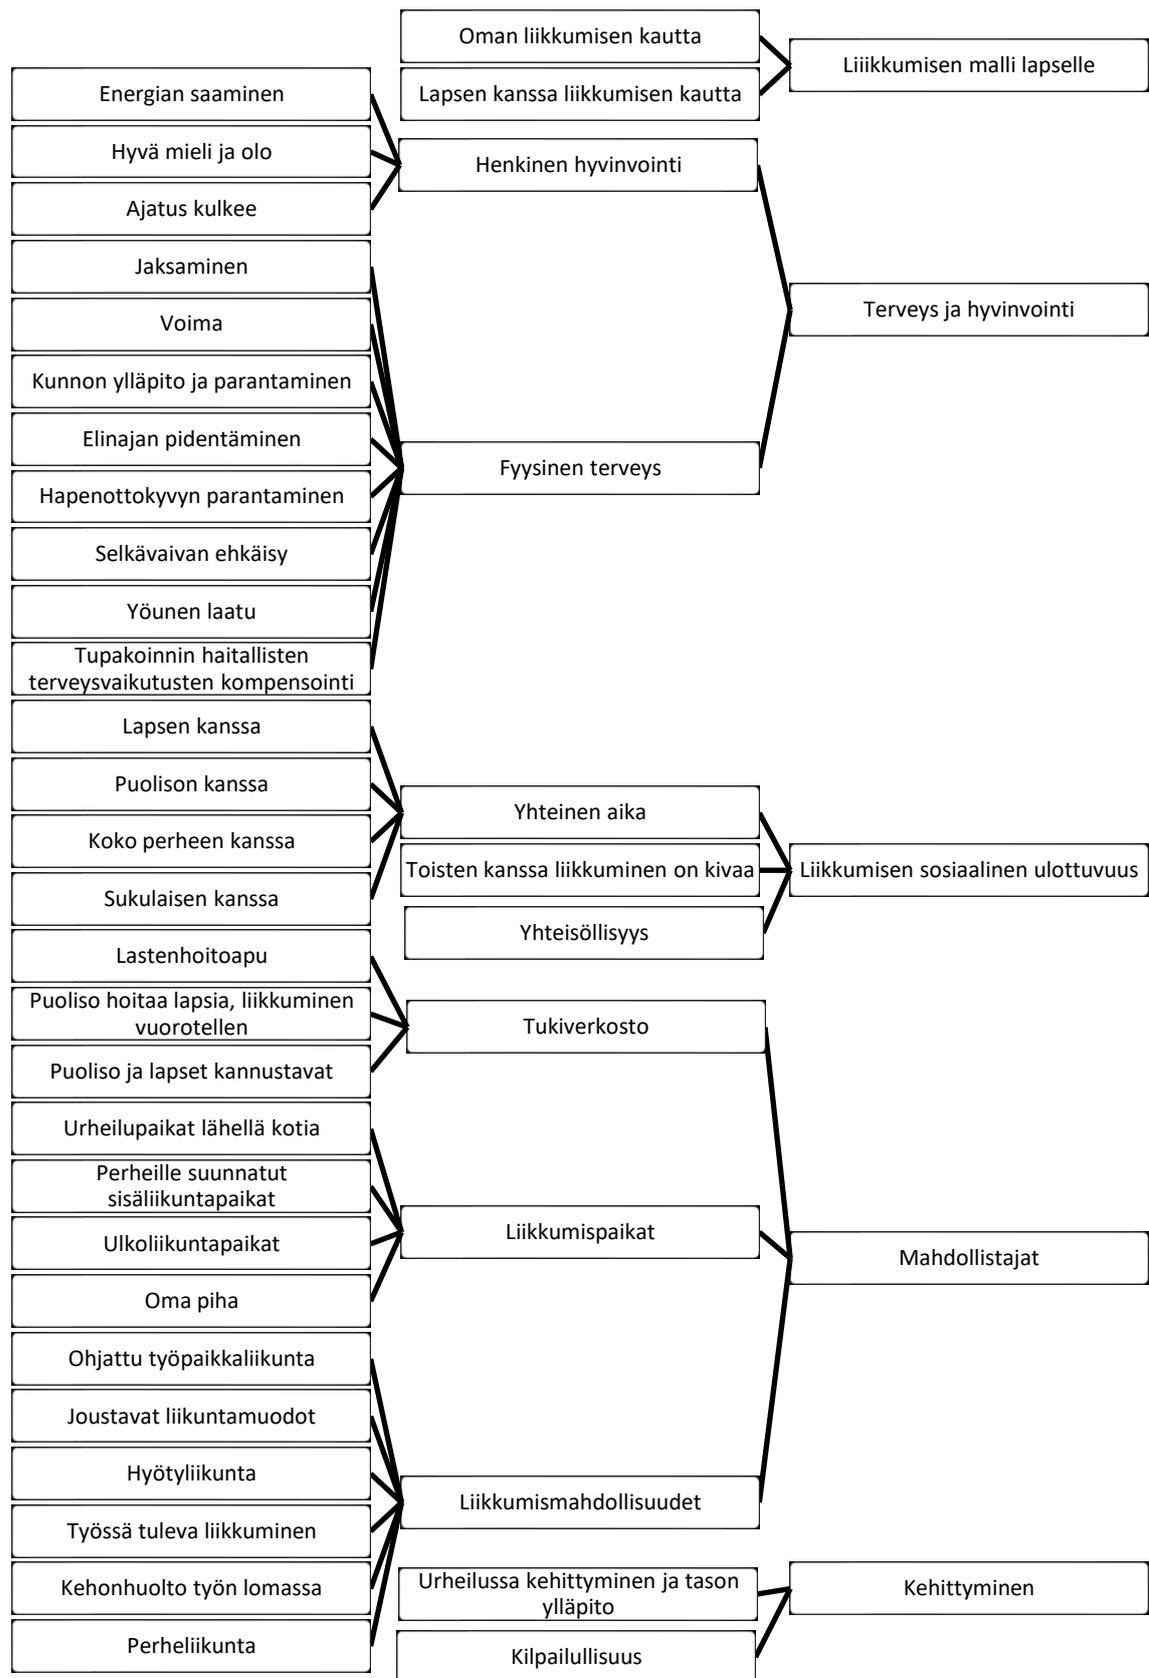 Oman liikkumisen kautta
Lapsen kanssa liikkumisen kautta
Liiikkumisen malli lapselle
Energian saaminen
Hyvä mieli ja olo
Ajatus kulkee
Henkinen hyvinvointi
Jaksaminen
Voima
Kunnon ylläpito ja parantaminen
Elinajan pidentäminen
Hapenottokyvyn parantaminen
Selkävaivan ehkäisy
Yöunen laatu
Tupakoinnin haitallisten
terveysvaikutusten kompensointi
Fyysinen terveys
Terveys ja hyvinvointi
Lapsen kanssa
Puolison kanssa
Koko perheen kanssa
Sukulaisen kanssa
Yhteinen aika
Toisten kanssa liikkuminen on kivaa
Yhteisöllisyys
Liikkumisen sosiaalinen ulottuvuus
Lastenhoitoapu
Puoliso hoitaa lapsia, liikkuminen
vuorotellen
Puoliso ja lapset kannustavat
Tukiverkosto
Urheilupaikat lähellä kotia
Perheille suunnatut
sisäliikuntapaikat
Ulkoliikuntapaikat
Oma piha
Liikkumispaikat
Ohjattu työpaikkaliikunta
Joustavat liikuntamuodot
Hyötyliikunta
Työssä tuleva liikkuminen
Kehonhuolto työn lomassa
Perheliikunta
Liikkumismahdollisuudet
Mahdollistajat
Urheilussa kehittyminen ja tason
ylläpito
Kilpailullisuus
Kehittyminen